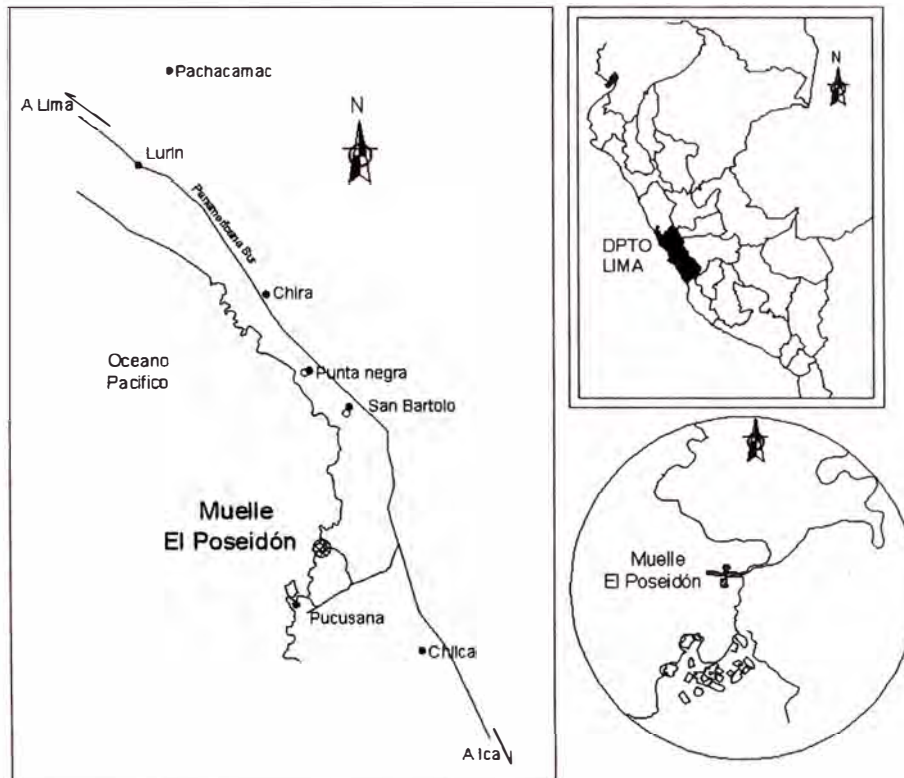 Pachacamac
A Lima
N
Lurin
Panamericana Sur
Chira
Oceano
Pacifico
Punta negra
San Bartolo
Muelle
El Poseidón
Pucusana
Chilca
A Ica
N
DPTO
LIMA
N
Muelle
El Poseidón